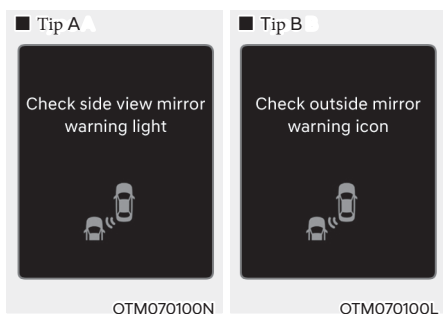 ■ Tip A
Check side view mirror
warning light
OTM070100N
■ Tip B
Check outside mirror
warning icon
OTM070100L